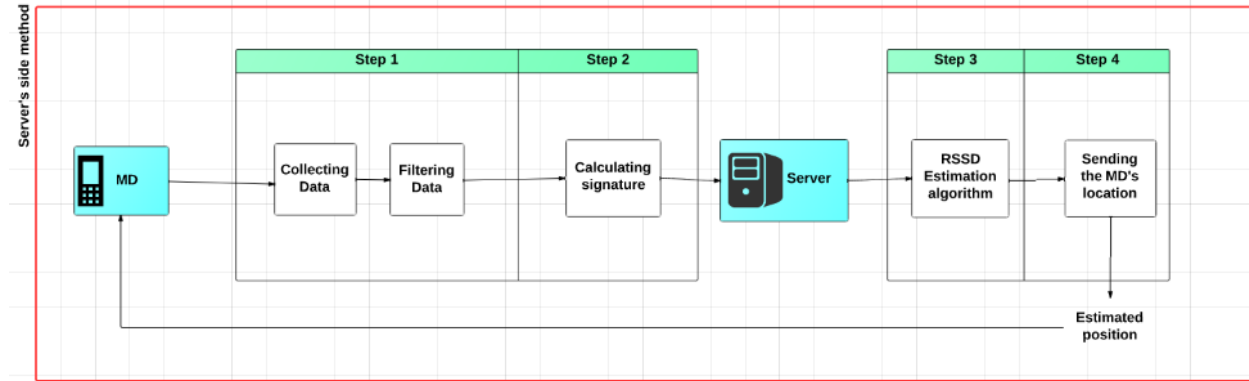 Server's side method
Step 1
Step 2
Step 3
Step 4
MD
Collecting
Data
Filtering
Data
Calculating
signature
Server
RSSD
Estimation
algorithm
Sending
the MD's
location
Estimated
position